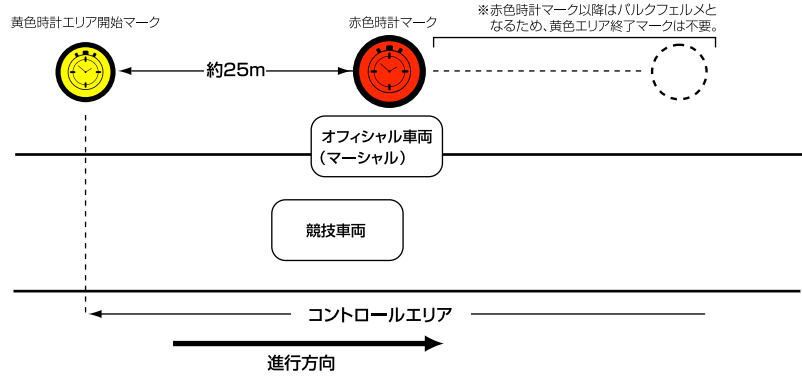 ※赤色時計マーク以降はパルクフェルメと
なるため、黄色エリア終了マークは不要。
黄色時計エリア開始マーク
赤色時計マーク
約25m
オフィシャル車両
（マーシャル）
競技車両
コントロールエリア
進行方向